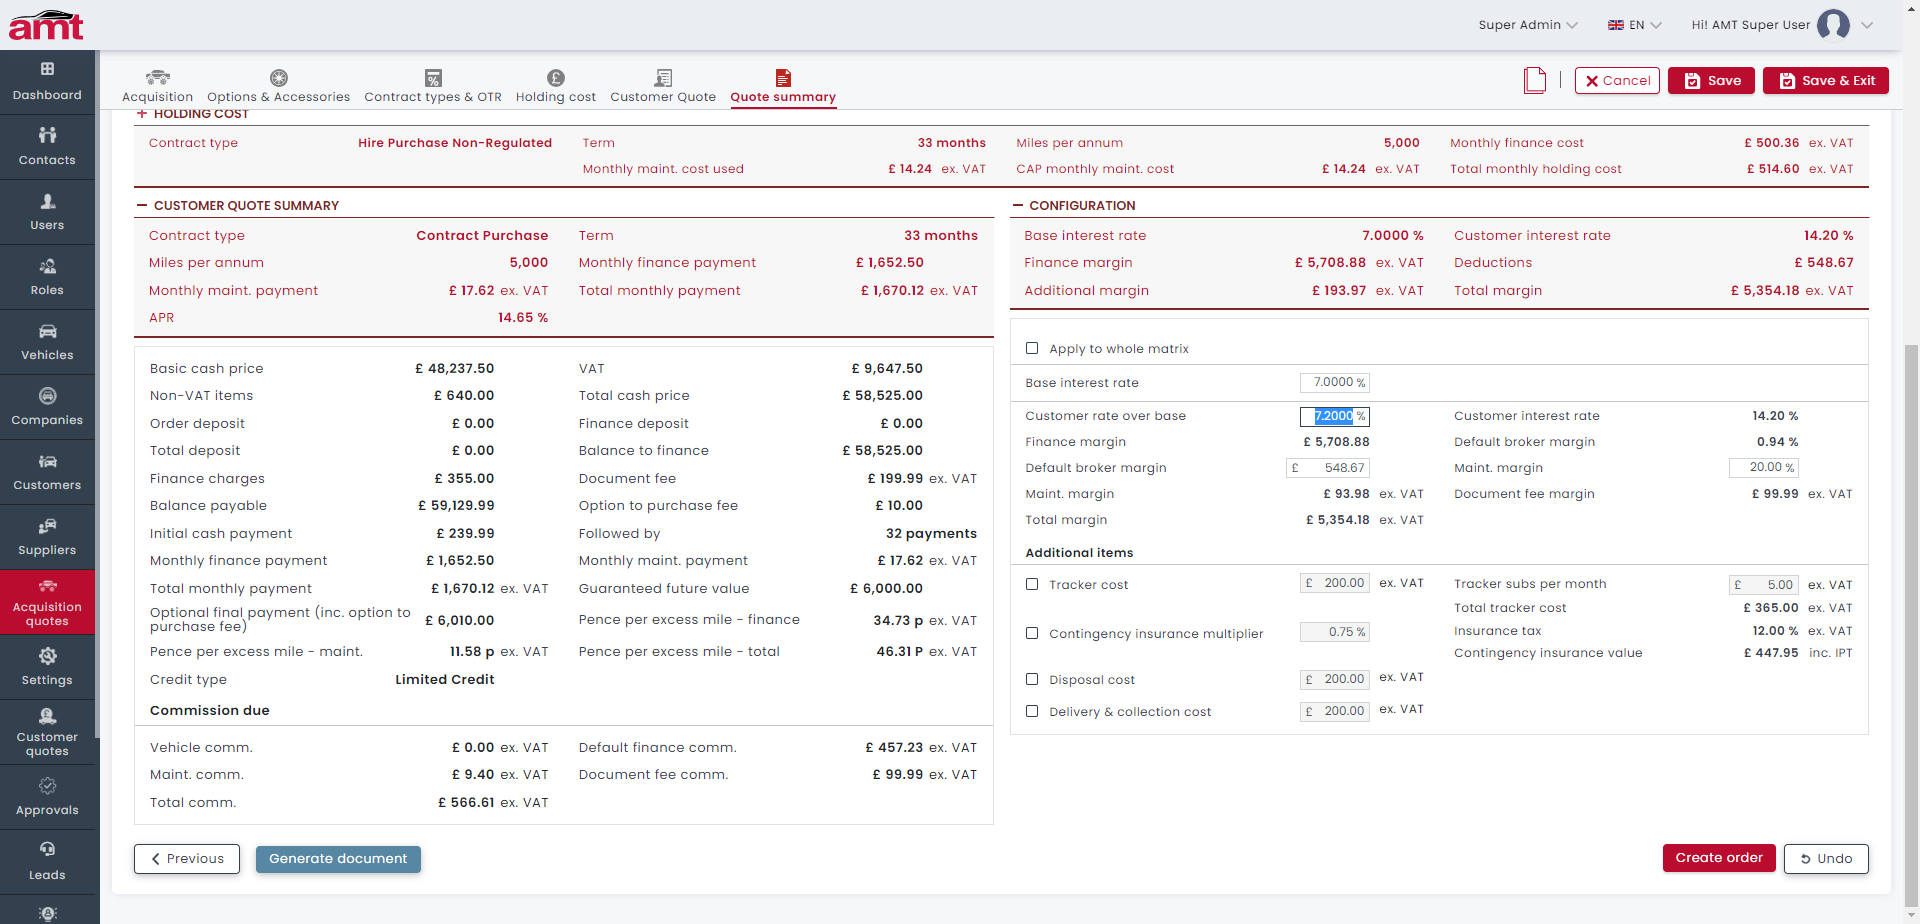 amt
Super Admin
EN
Hi! AMT Super User
Dashboard
Contacts
Users
Roles
Vehicles
Companies
Customers
Suppliers
Acquisition
quotes
Settings
Customer
quotes
Approvals
Leads
Acquisition
Options & Accessories
Contract types & OTR
Holding cost
Customer Quote
Quote summary
Cancel
Save
Save & Exit
HOLDING COST
Contract type Hire Purchase Non-Regulated Term 33 months Miles per annum 5,000 Monthly finance cost £ 500.36 ex. VAT
Monthly maint. cost used £ 14.24 ex. VAT CAP monthly maint. cost £ 14.24 ex. VAT Total monthly holding cost £ 514.60 ex. VAT
CUSTOMER QUOTE SUMMARY
Contract type Contract Purchase Term 33 months
Miles per annum 5,000 Monthly finance payment £ 1,652.50
Monthly maint. payment £ 17.62 ex. VAT Total monthly payment £ 1,670.12 ex. VAT
APR 14.65 %
Basic cash price £ 48,237.50 VAT £ 9,647.50
Non-VAT items £ 640.00 Total cash price £ 58,525.00
Order deposit £ 0.00 Finance deposit £ 0.00
Total deposit £ 0.00 Balance to finance £ 58,525.00
Finance charges £ 355.00 Document fee £ 199.99 ex. VAT
Balance payable £ 59,129.99 Option to purchase fee £ 10.00
Initial cash payment £ 239.99 Followed by 32 payments
Monthly finance payment £ 1,652.50 Monthly maint. payment £ 17.62 ex. VAT
Total monthly payment £ 1,670.12 ex. VAT Guaranteed future value £ 6,000.00
Optional final payment (inc. option to
purchase fee) £ 6,010.00 Pence per excess mile - finance 34.73 p ex. VAT
Pence per excess mile - maint. 11.58 p ex. VAT Pence per excess mile - total 46.31 P ex. VAT
Credit type Limited Credit
Commission due
Vehicle comm. £ 0.00 ex. VAT Default finance comm. £ 457.23 ex. VAT
Maint. comm. £ 9.40 ex. VAT Document fee comm. £ 99.99 ex. VAT
Total comm. £ 566.61 ex. VAT
CONFIGURATION
Base interest rate 7.0000 % Customer interest rate 14.20 %
Finance margin £ 5,708.88 ex. VAT Deductions £ 548.67
Additional margin £ 193.97 ex. VAT Total margin £ 5,354.18 ex. VAT
Apply to whole matrix
Base interest rate 7.0000 %
Customer rate over base 7.2000 % Customer interest rate 14.20 %
Finance margin £ 5,708.88 Default broker margin 0.94 %
Default broker margin £ 548.67 Maint. margin 20.00 %
Maint. margin £ 93.98 ex. VAT Document fee margin £ 99.99 ex. VAT
Total margin £ 5,354.18 ex. VAT
Additional items
Tracker cost £ 200.00 ex. VAT Tracker subs per month £ 5.00 ex. VAT
Total tracker cost £ 365.00 ex. VAT
Contingency insurance multiplier 0.75 % Insurance tax 12.00 % ex. VAT
Contingency insurance value £ 447.95 inc. IPT
Disposal cost £ 200.00 ex. VAT
Delivery & collection cost £ 200.00 ex. VAT
Previous
Generate document
Create order
Undo